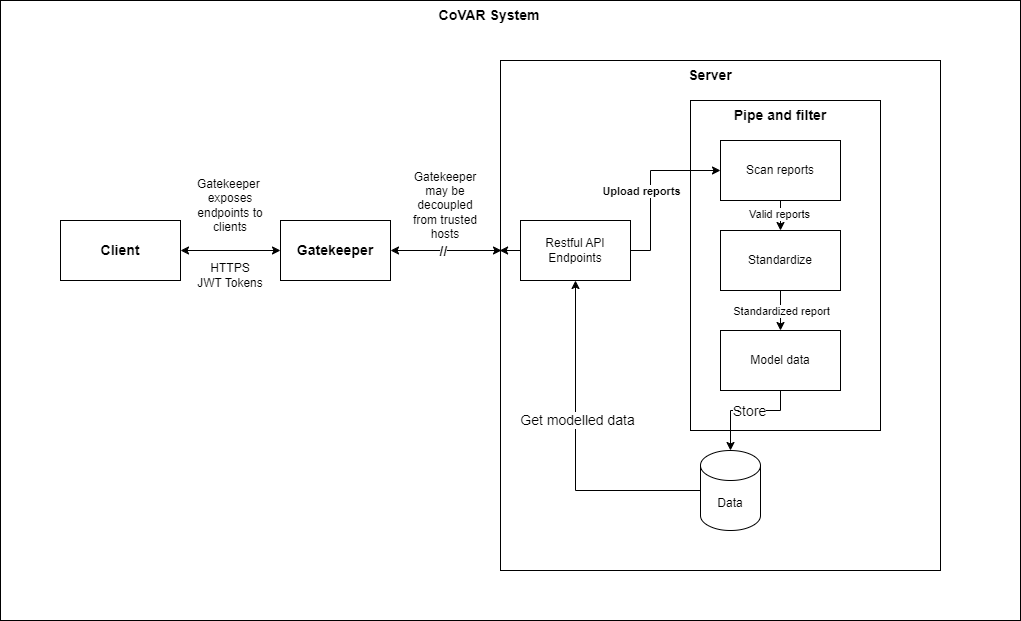 CoVAR System
Server
Pipe and filter
Scan reports
Valid reports
Standardize
Standardized report
Model data
Store
Data
Upload reports
Restful API
Endpoints
Get modelled data
Gatekeeper
may be
decoupled
from trusted
hosts
//
Gatekeeper
exposes
endpoints to
clients
Client
Gatekeeper
HTTPS
JWT Tokens